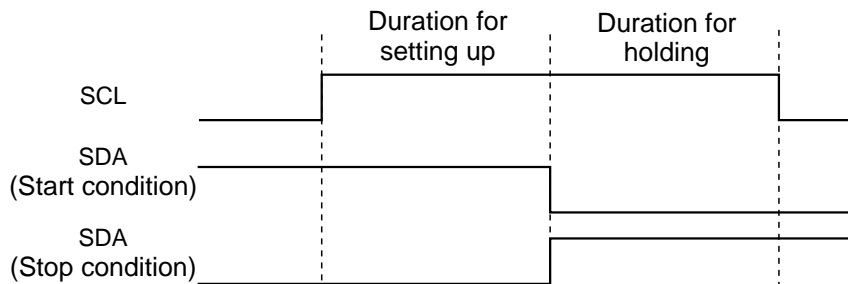 Duration for
setting up
Duration for
holding
SCL
SDA
(Start condition)
SDA
(Stop condition)